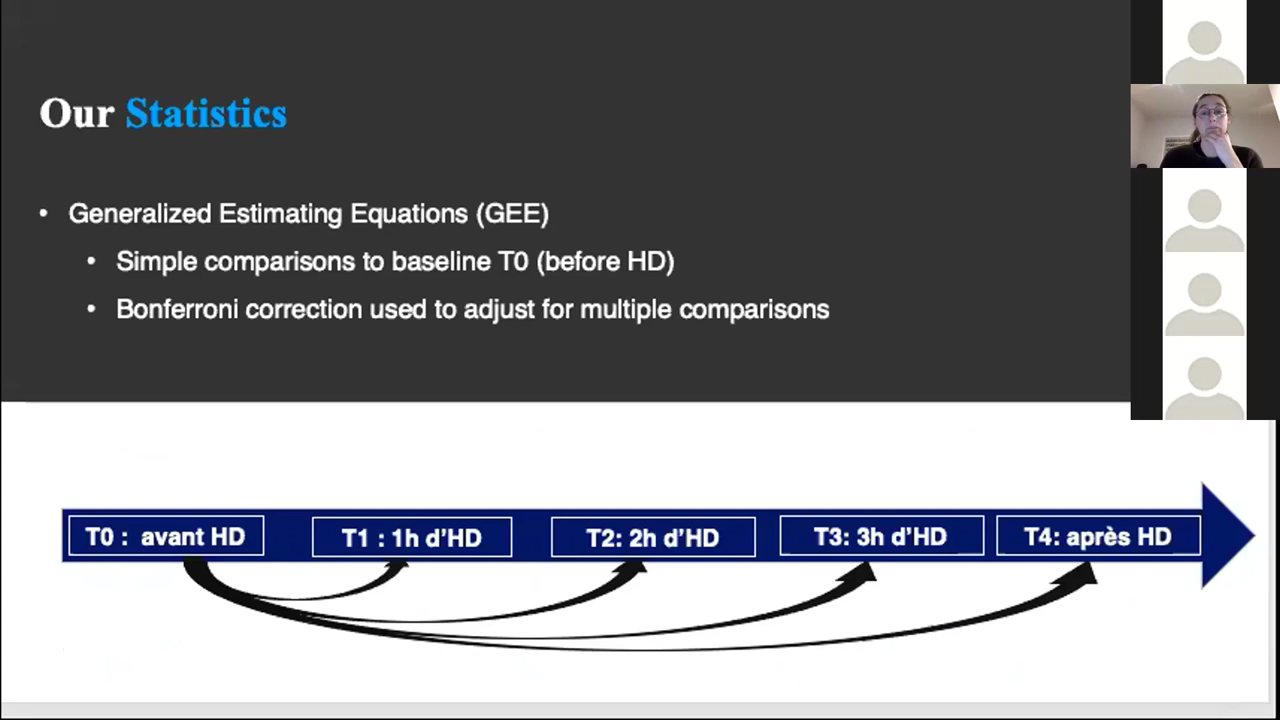 Our Statistics
• Generalized Estimating Equations (GEE)
• Simple comparisons to baseline T0 (before HD)
• Bonferroni correction used to adjust for multiple comparisons
T0 : avant HD
T1 : 1h d’HD
T2: 2h d’HD
T3: 3h d’HD
T4: après HD